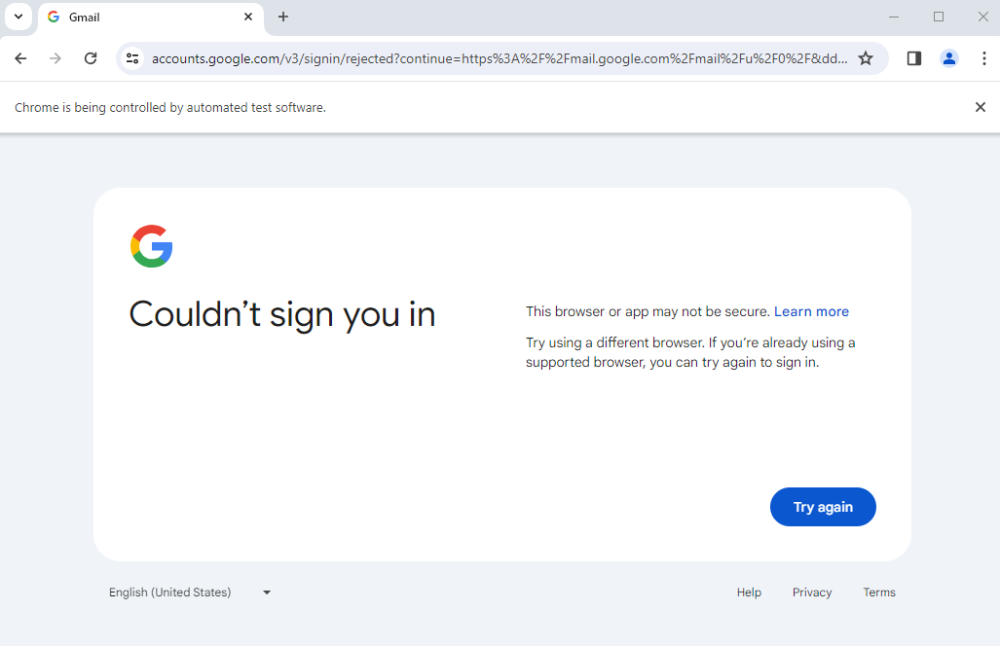 Gmail
accounts.google.com/v3/signin/rejected?continue=https%3A%2F%2Fmail.google.com%2Fmail%2Fu%2F0%2F&dd...
Chrome is being controlled by automated test software.
Couldn’t sign you in
This browser or app may not be secure. Learn more
Try using a different browser. If you’re already using a
supported browser, you can try again to sign in.
Try again
English (United States)
Help Privacy Terms